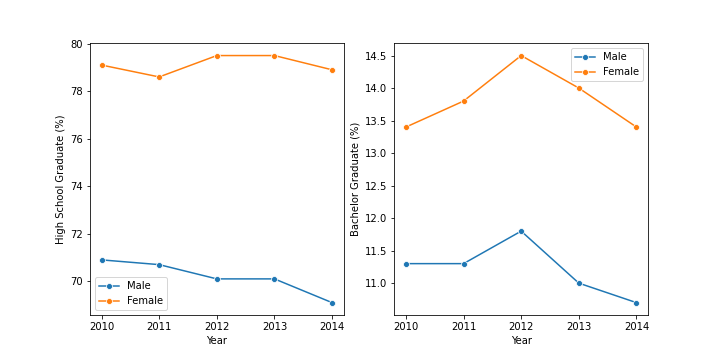 High School Graduate (%)
80
78
76
74
72
70
Male
Female
2010 2011 2012 2013 2014
Year
Bachelor Graduate (%)
14.5
14.0
13.5
13.0
12.5
12.0
11.5
11.0
Male
Female
2010 2011 2012 2013 2014
Year